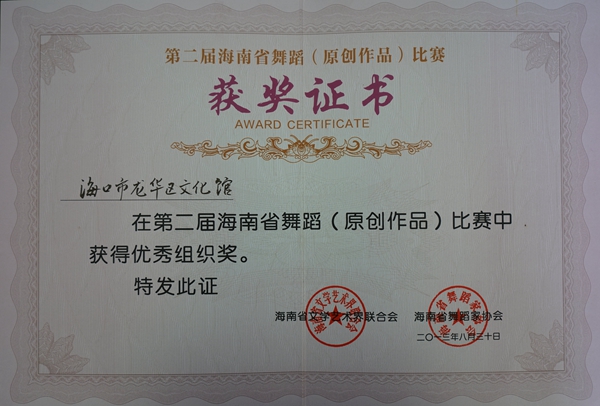 第二届海南省舞蹈（原创作品）比赛
获奖证书
AWARD CERTIFICATE
海口市龙华区文化馆
在第二届海南省舞蹈（原创作品）比赛中
获得优秀组织奖。
特发此证
海南省文学艺术界联合会 海南省舞蹈家协会
二〇一三年八月三十日